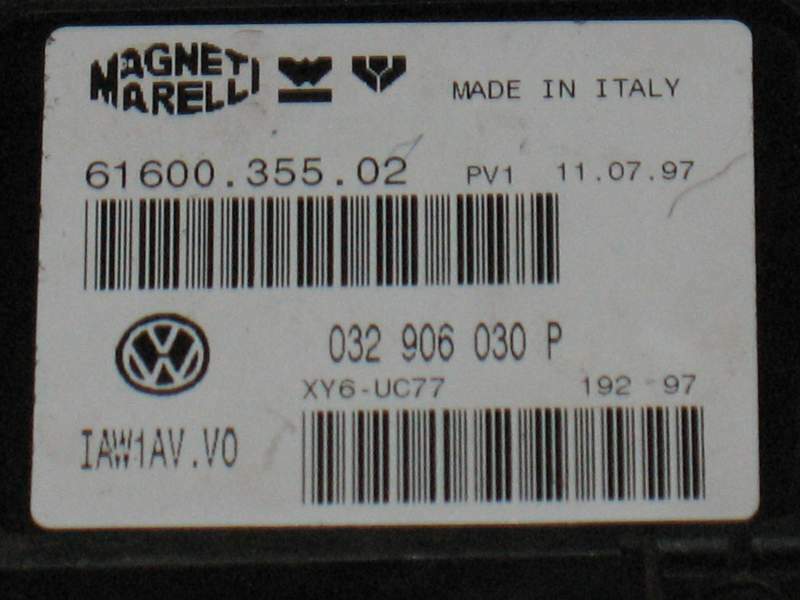 MAGNETI
MARELLI
MADE IN ITALY
61600.355.02 PV1 11.07.97
032 906 030 P
XY6-UC77 192 97
IAW1AV.V0